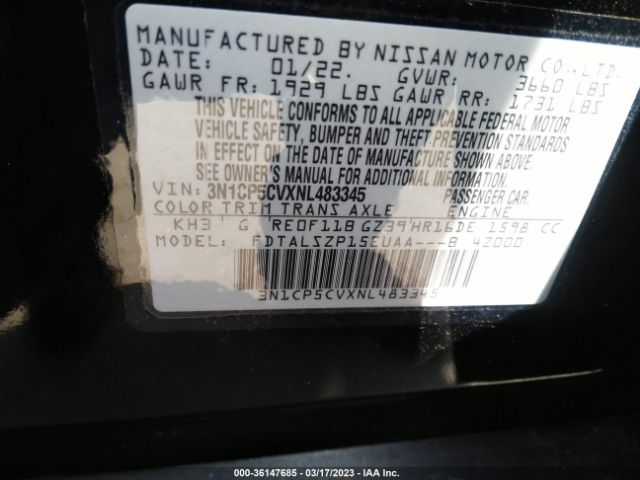 MANUFACTURED BY NISSAN MOTOR CO., LTD.
DATE: 01/22. GVWR: 3660 LBS
GAWR FR: 1929 LBS GAWR RR: 1731 LBS
THIS VEHICLE CONFORMS TO ALL APPLICABLE FEDERAL MOTOR
VEHICLE SAFETY, BUMPER AND THEFT PREVENTION STANDARDS
IN EFFECT ON THE DATE OF MANUFACTURE SHOWN ABOVE.
SEE OWNER'S MANUAL FOR ADDITIONAL INFORMATION.
VIN: 3N1CP5CVXNL483345 PASSENGER CAR.
COLOR TRIM TRANS AXLE ENGINE
KH3 G RE0F11B GZ39 HR16DE 1598 CC
MODEL: FDTALSZP15EUAA---B 4Z000
3N1CP5CVXNL483345
000-36147685 - 03/17/2023 - IAA Inc.